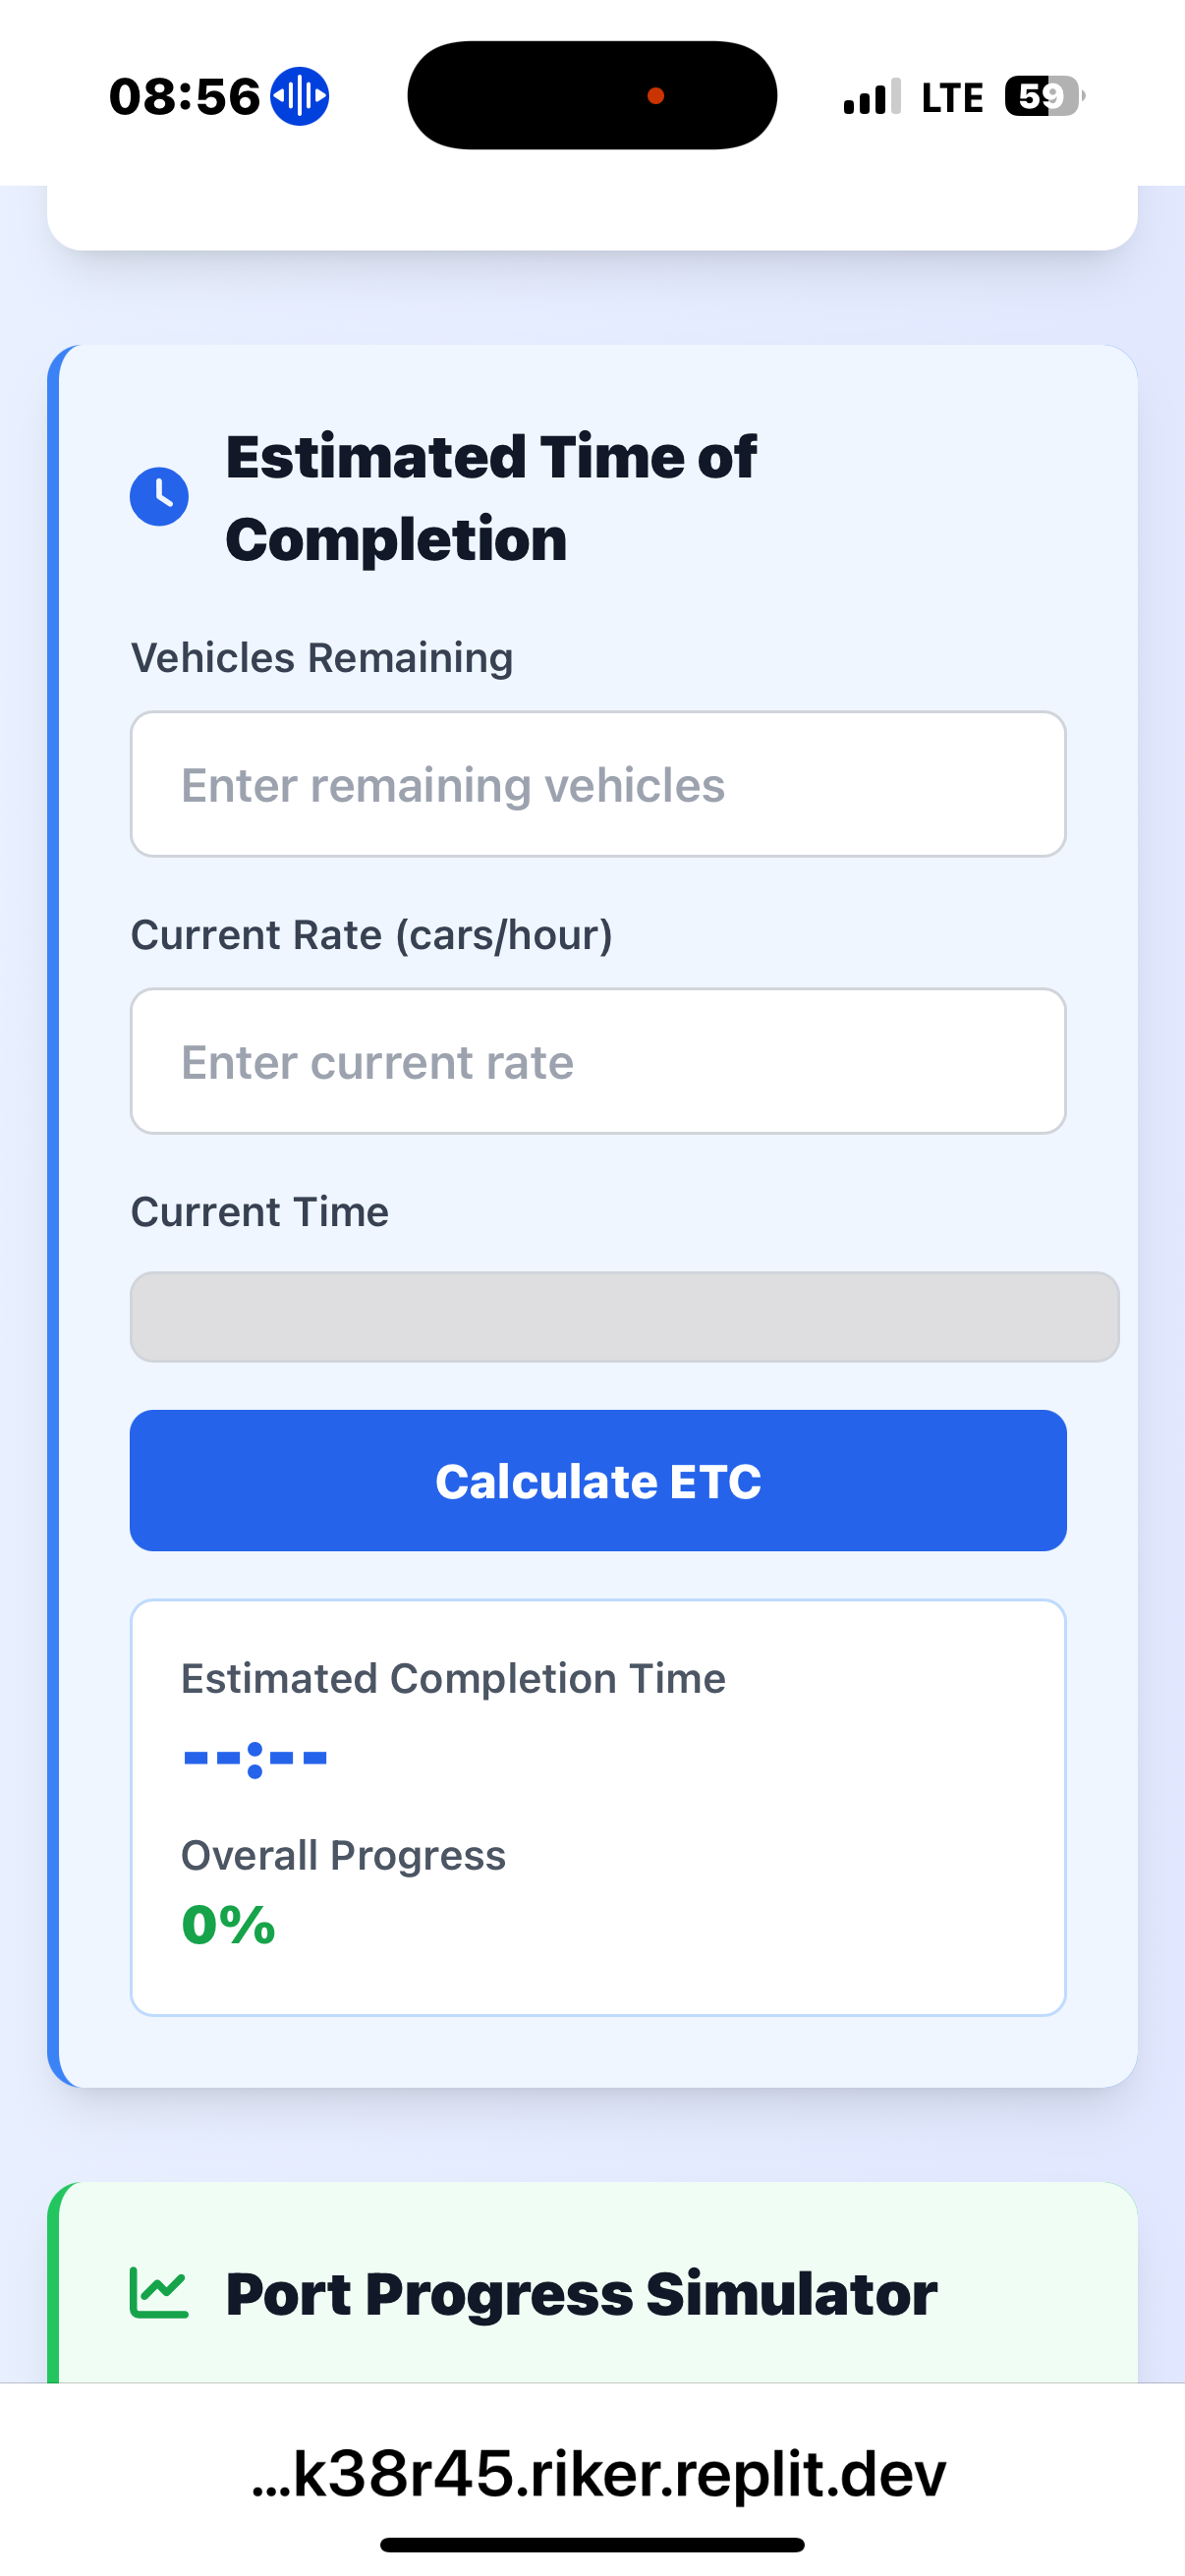 08:56
LTE
59
Estimated Time of
Completion
Vehicles Remaining
Enter remaining vehicles
Current Rate (cars/hour)
Enter current rate
Current Time
Calculate ETC
Estimated Completion Time
--:--
Overall Progress
0%
Port Progress Simulator
...k38r45.riker.replit.dev